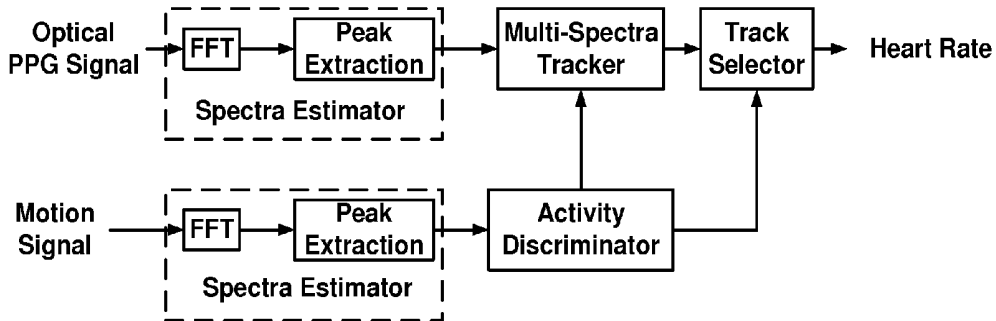 Optical
PPG Signal
FFT
Peak
Extraction
Spectra Estimator
Multi-Spectra
Tracker
Track
Selector
Heart Rate
Motion
Signal
FFT
Peak
Extraction
Spectra Estimator
Activity
Discriminator